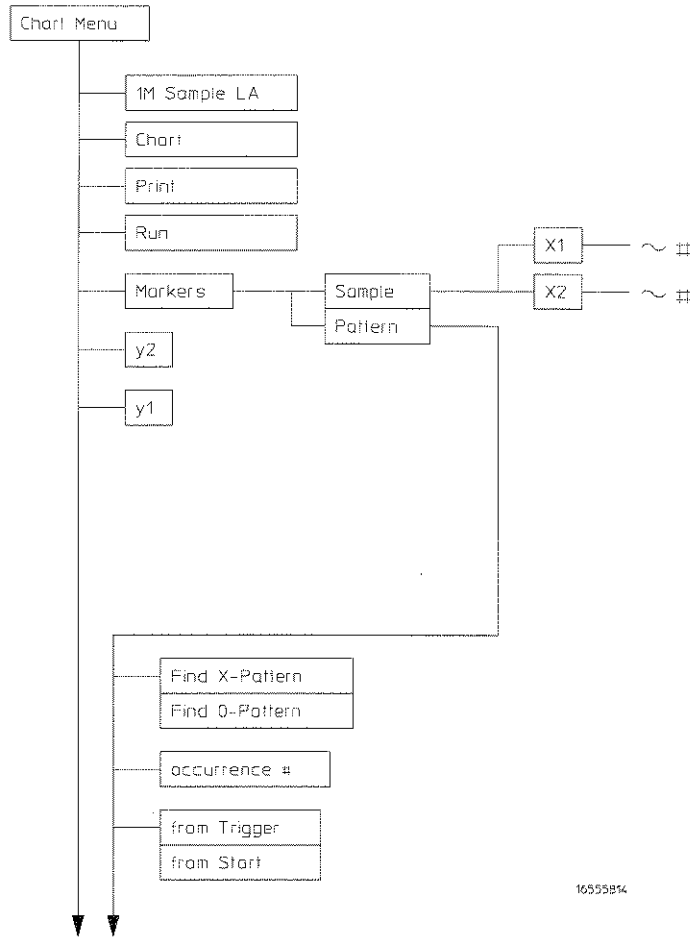 Chart Menu
1M Sample LA
Chart
Print
Run
X1 ~ #
Markers Sample X2 ~ #
Pattern
y2
y1
Find X-Pattern
Find O-Pattern
occurrence #
from Trigger
from Start
16555B14